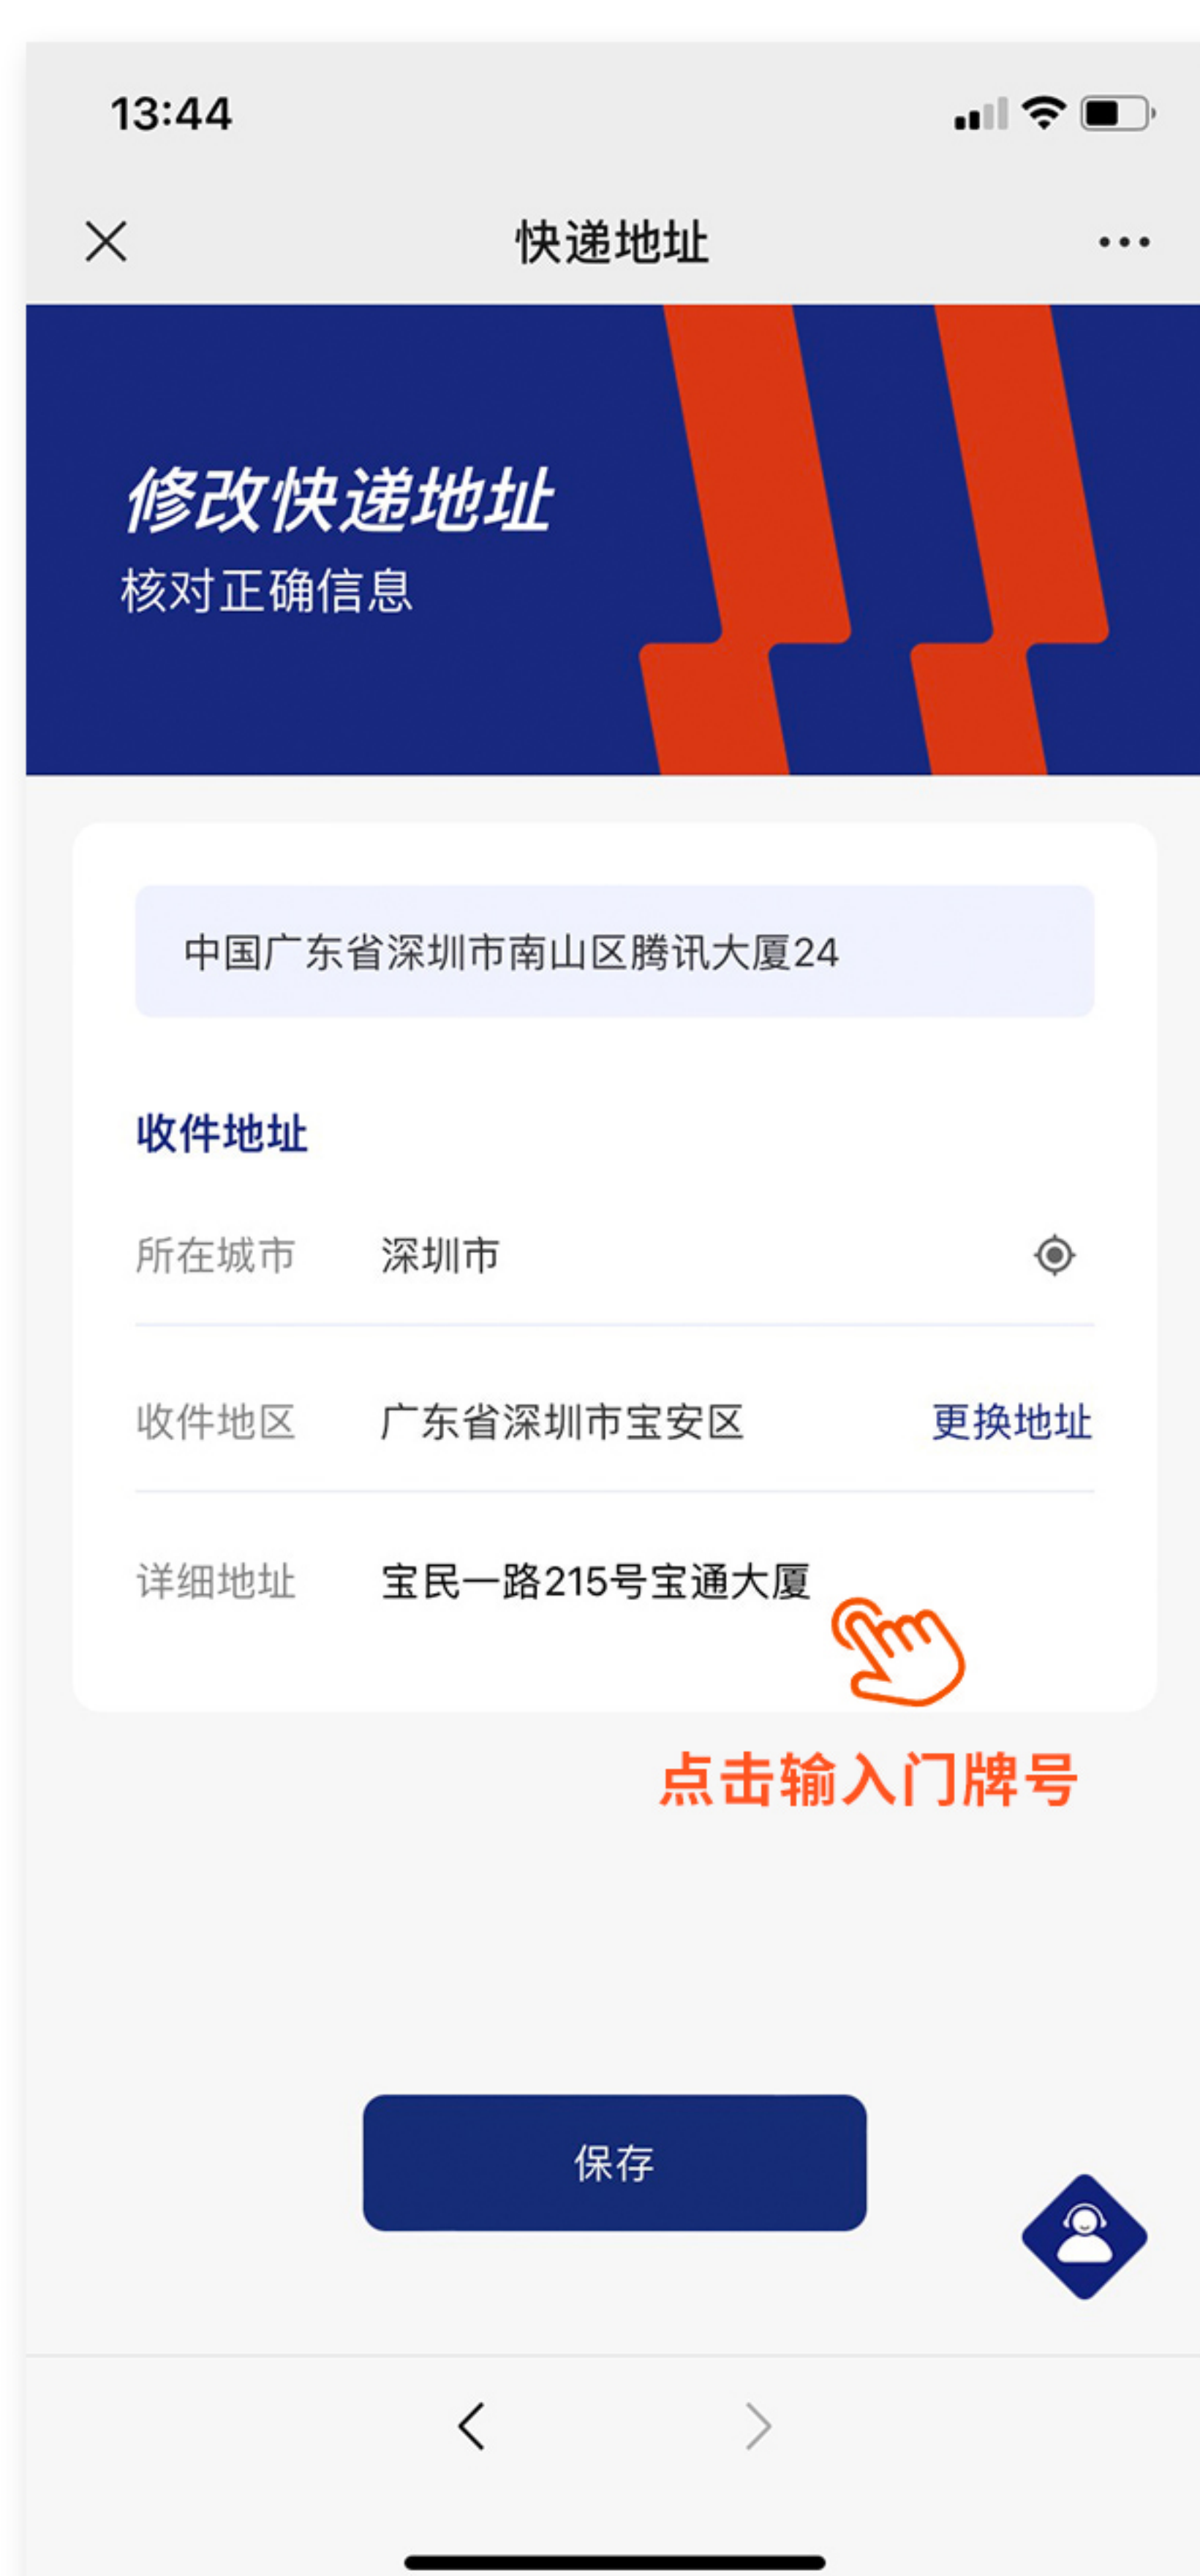 13:44
快递地址
修改快递地址
核对正确信息
中国广东省深圳市南山区腾讯大厦24
收件地址
所在城市 深圳市
收件地区 广东省深圳市宝安区 更换地址
详细地址 宝民一路215号宝通大厦
点击输入门牌号
保存